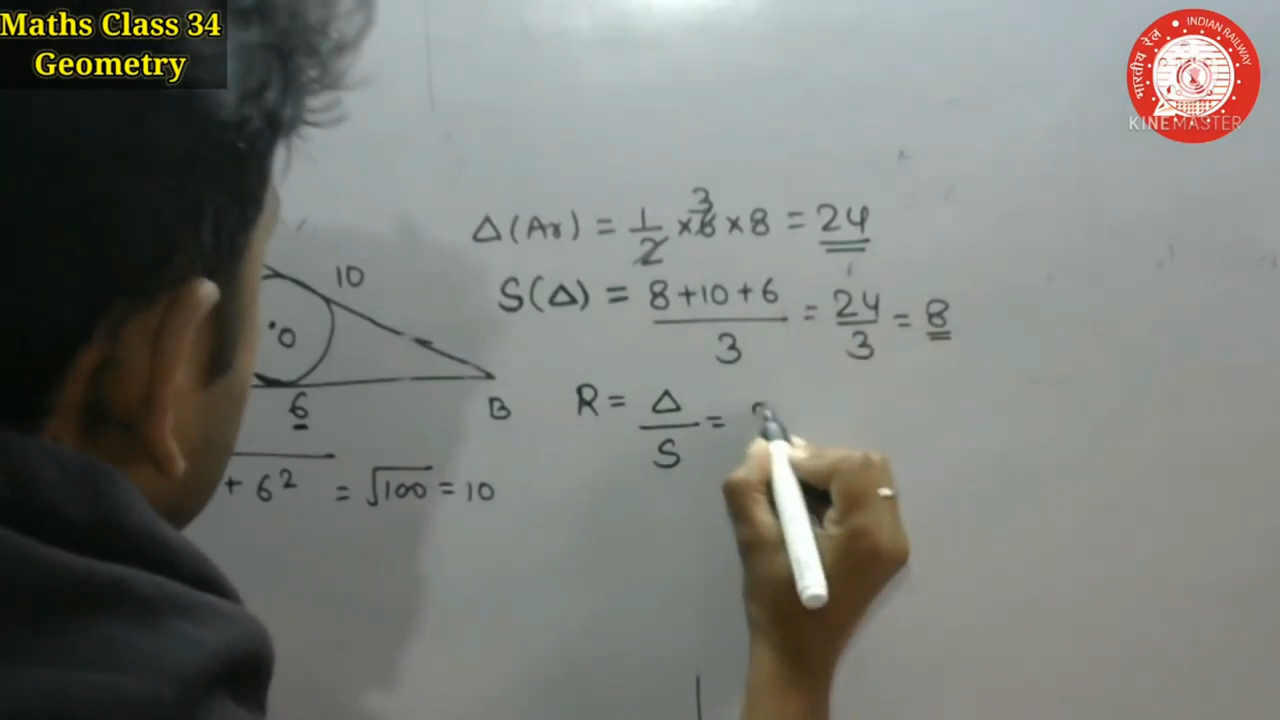 Maths Class 34
Geometry
भारतीय रेल
INDIAN RAILWAY
KINEMASTER
Δ(Ar) = 1/2 × 6 3 × 8 = 24
S(Δ) = 8+10+6 / 3 = 24/3 = 8
10
O
6
B
R = Δ/S =
+ 6² = √100 = 10